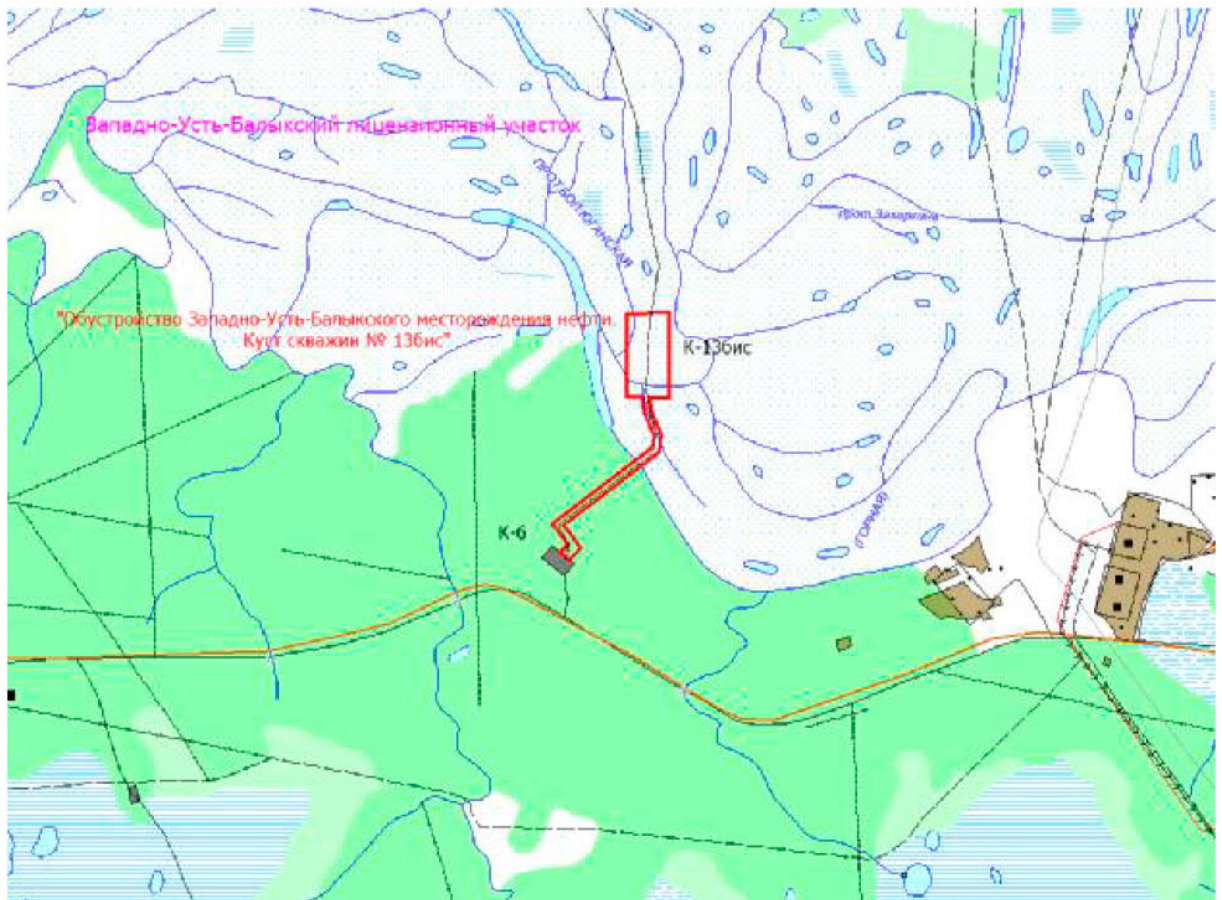 Западно-Усть-Балыкский лицензионный участок
прот. Захаркина
"Обустройство Западно-Усть-Балыкского месторождения нефти.
Куст скважин № 13бис"
К-13бис
(ГОРНАЯ)
К-6